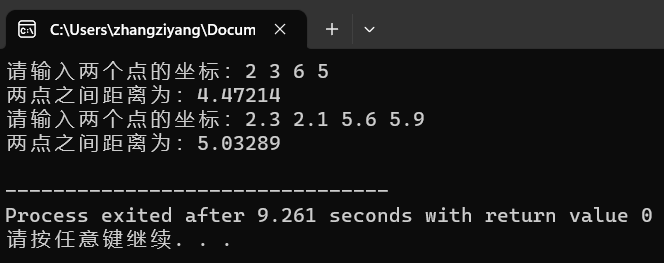 C:\Users\zhangziyang\Docum
请输入两个点的坐标：2 3 6 5
两点之间距离为：4.47214
请输入两个点的坐标：2.3 2.1 5.6 5.9
两点之间距离为：5.03289
--------------------------------
Process exited after 9.261 seconds with return value 0
请按任意键继续. . .